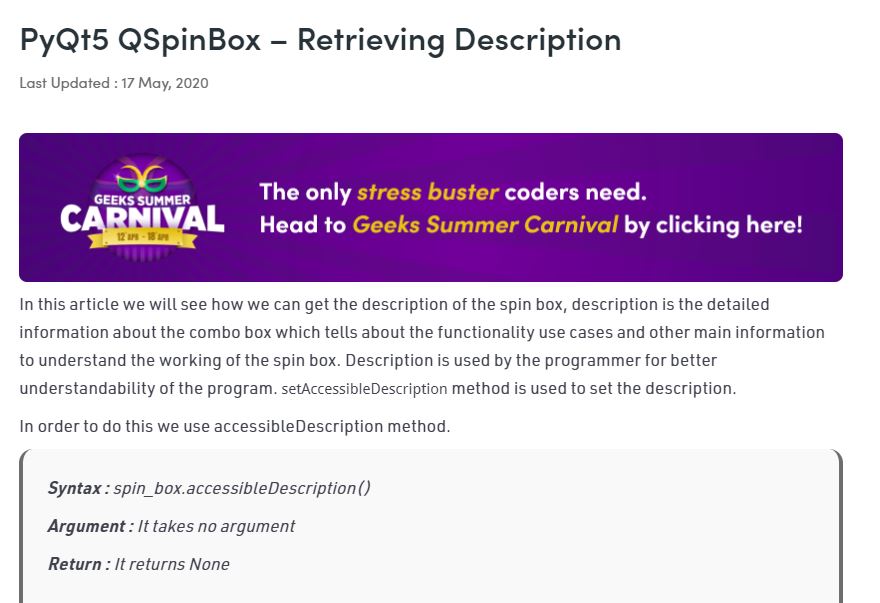 PyQt5 QSpinBox – Retrieving Description
Last Updated : 17 May, 2020
GEEKS SUMMER
CARNIVAL
12 APR - 18 APR
The only stress buster coders need.
Head to Geeks Summer Carnival by clicking here!
In this article we will see how we can get the description of the spin box, description is the detailed
information about the combo box which tells about the functionality use cases and other main information
to understand the working of the spin box. Description is used by the programmer for better
understandability of the program. setAccessibleDescription method is used to set the description.
In order to do this we use accessibleDescription method.
Syntax : spin_box.accessibleDescription()
Argument : It takes no argument
Return : It returns None